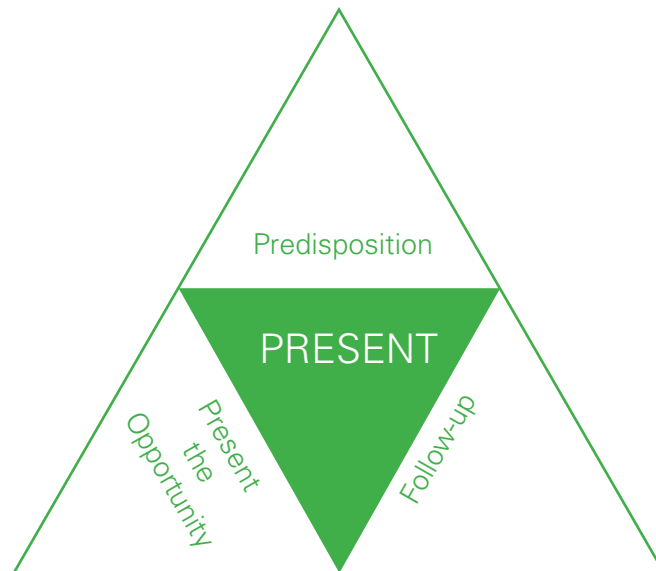 Predisposition
PRESENT
Present
the
Opportunity
Follow-up